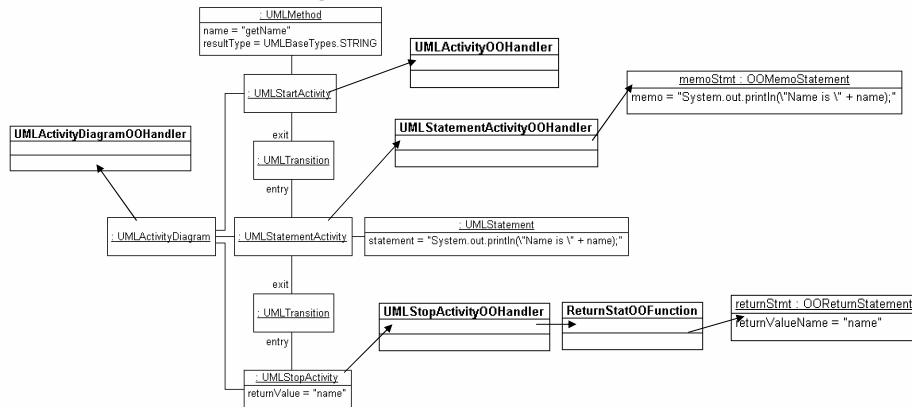 : UMLMethod
name = "getName"
resultType = UMLBaseTypes.STRING
UMLActivityOOHandler
: UMLStartActivity
memoStmt : OOMemoStatement
memo = "System.out.println(\"Name is \" + name);"
UMLStatementActivityOOHandler
UMLActivityDiagramOOHandler
exit
: UMLTransition
entry
: UMLActivityDiagram
: UMLStatementActivity
: UMLStatement
statement = "System.out.println(\"Name is \" + name);"
exit
: UMLTransition
entry
UMLStopActivityOOHandler
ReturnStatOOFunction
returnStmt : OOReturnStatement
returnValueName = "name"
: UMLStopActivity
returnValue = "name"